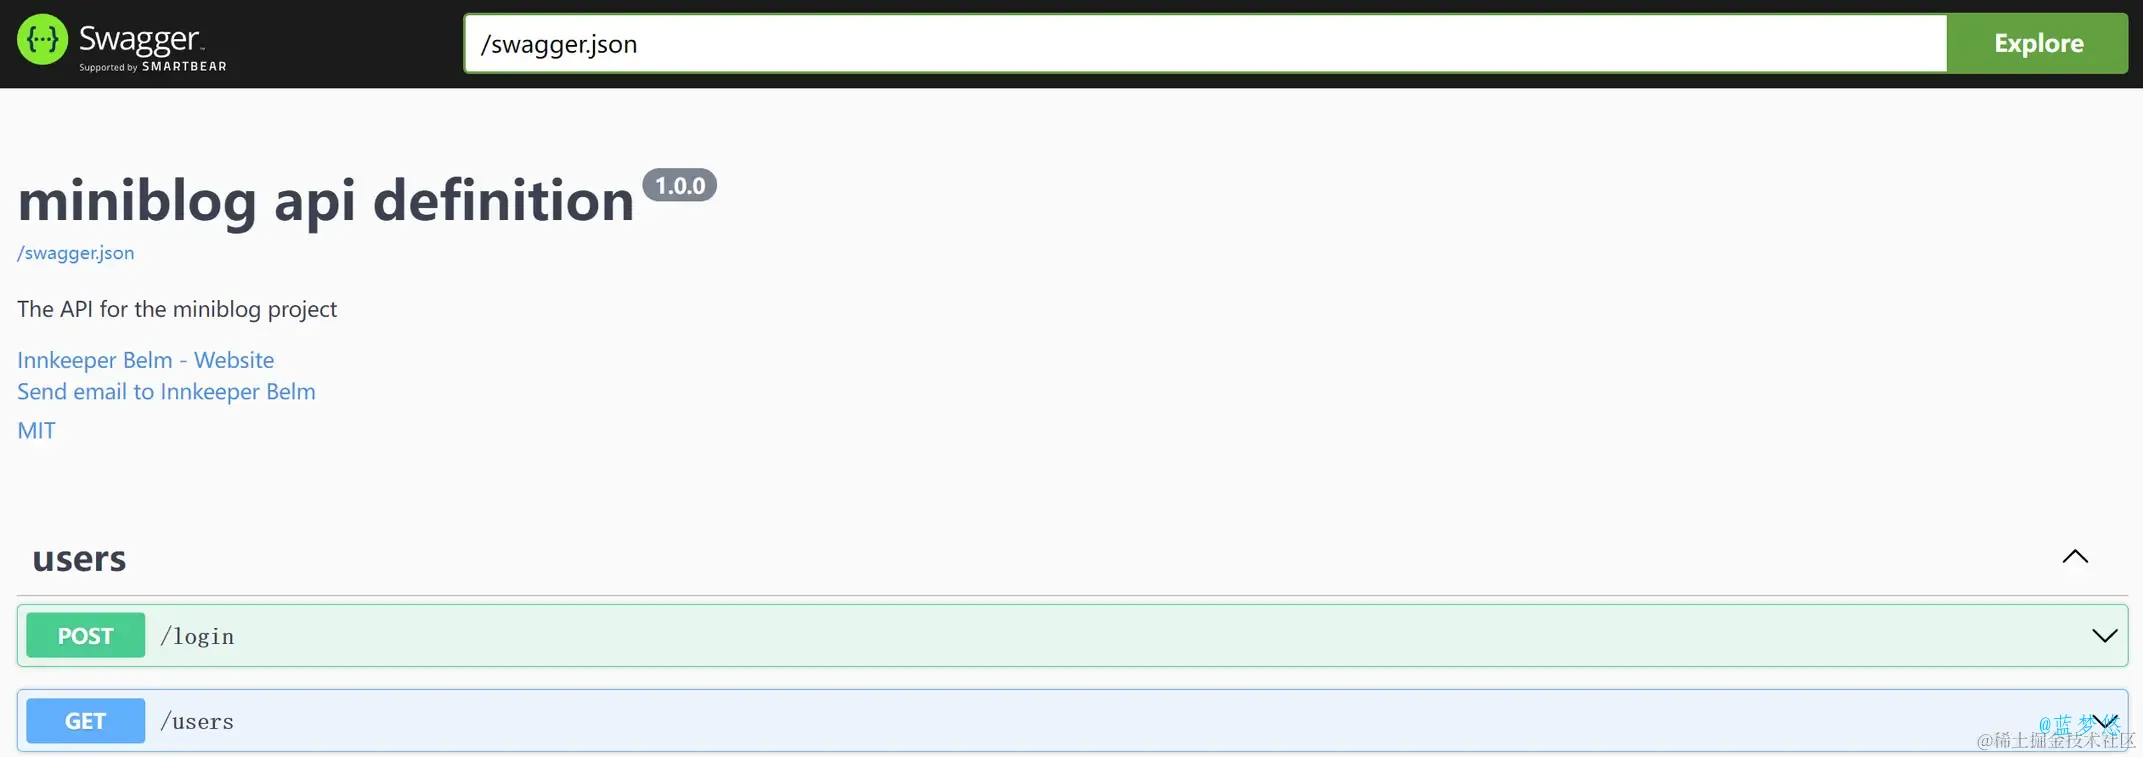 Swagger™
Supported by SMARTBEAR
/swagger.json
Explore
miniblog api definition 1.0.0
/swagger.json
The API for the miniblog project
Innkeeper Belm - Website
Send email to Innkeeper Belm
MIT
users
POST /login
GET /users
@蓝梦悠
@稀土掘金技术社区